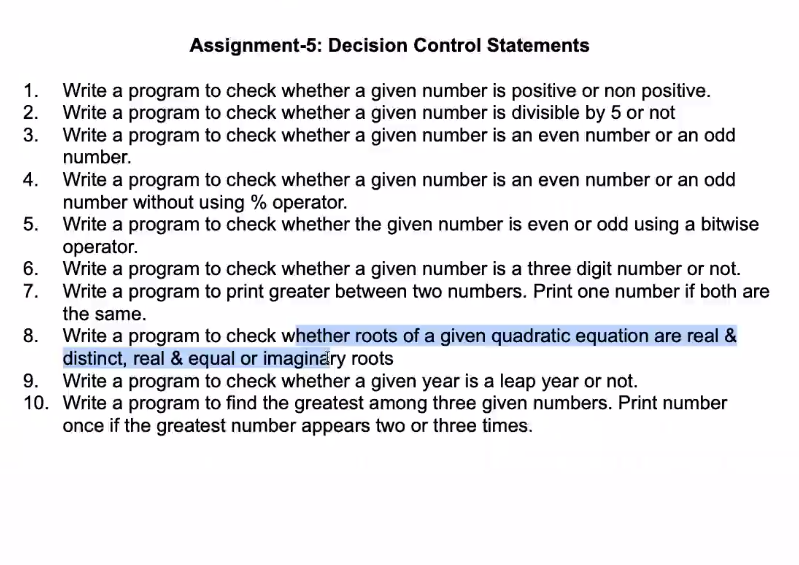 Assignment-5: Decision Control Statements
1. Write a program to check whether a given number is positive or non positive.
2. Write a program to check whether a given number is divisible by 5 or not
3. Write a program to check whether a given number is an even number or an odd
number.
4. Write a program to check whether a given number is an even number or an odd
number without using % operator.
5. Write a program to check whether the given number is even or odd using a bitwise
operator.
6. Write a program to check whether a given number is a three digit number or not.
7. Write a program to print greater between two numbers. Print one number if both are
the same.
8. Write a program to check whether roots of a given quadratic equation are real &
distinct, real & equal or imaginary roots
9. Write a program to check whether a given year is a leap year or not.
10. Write a program to find the greatest among three given numbers. Print number
once if the greatest number appears two or three times.